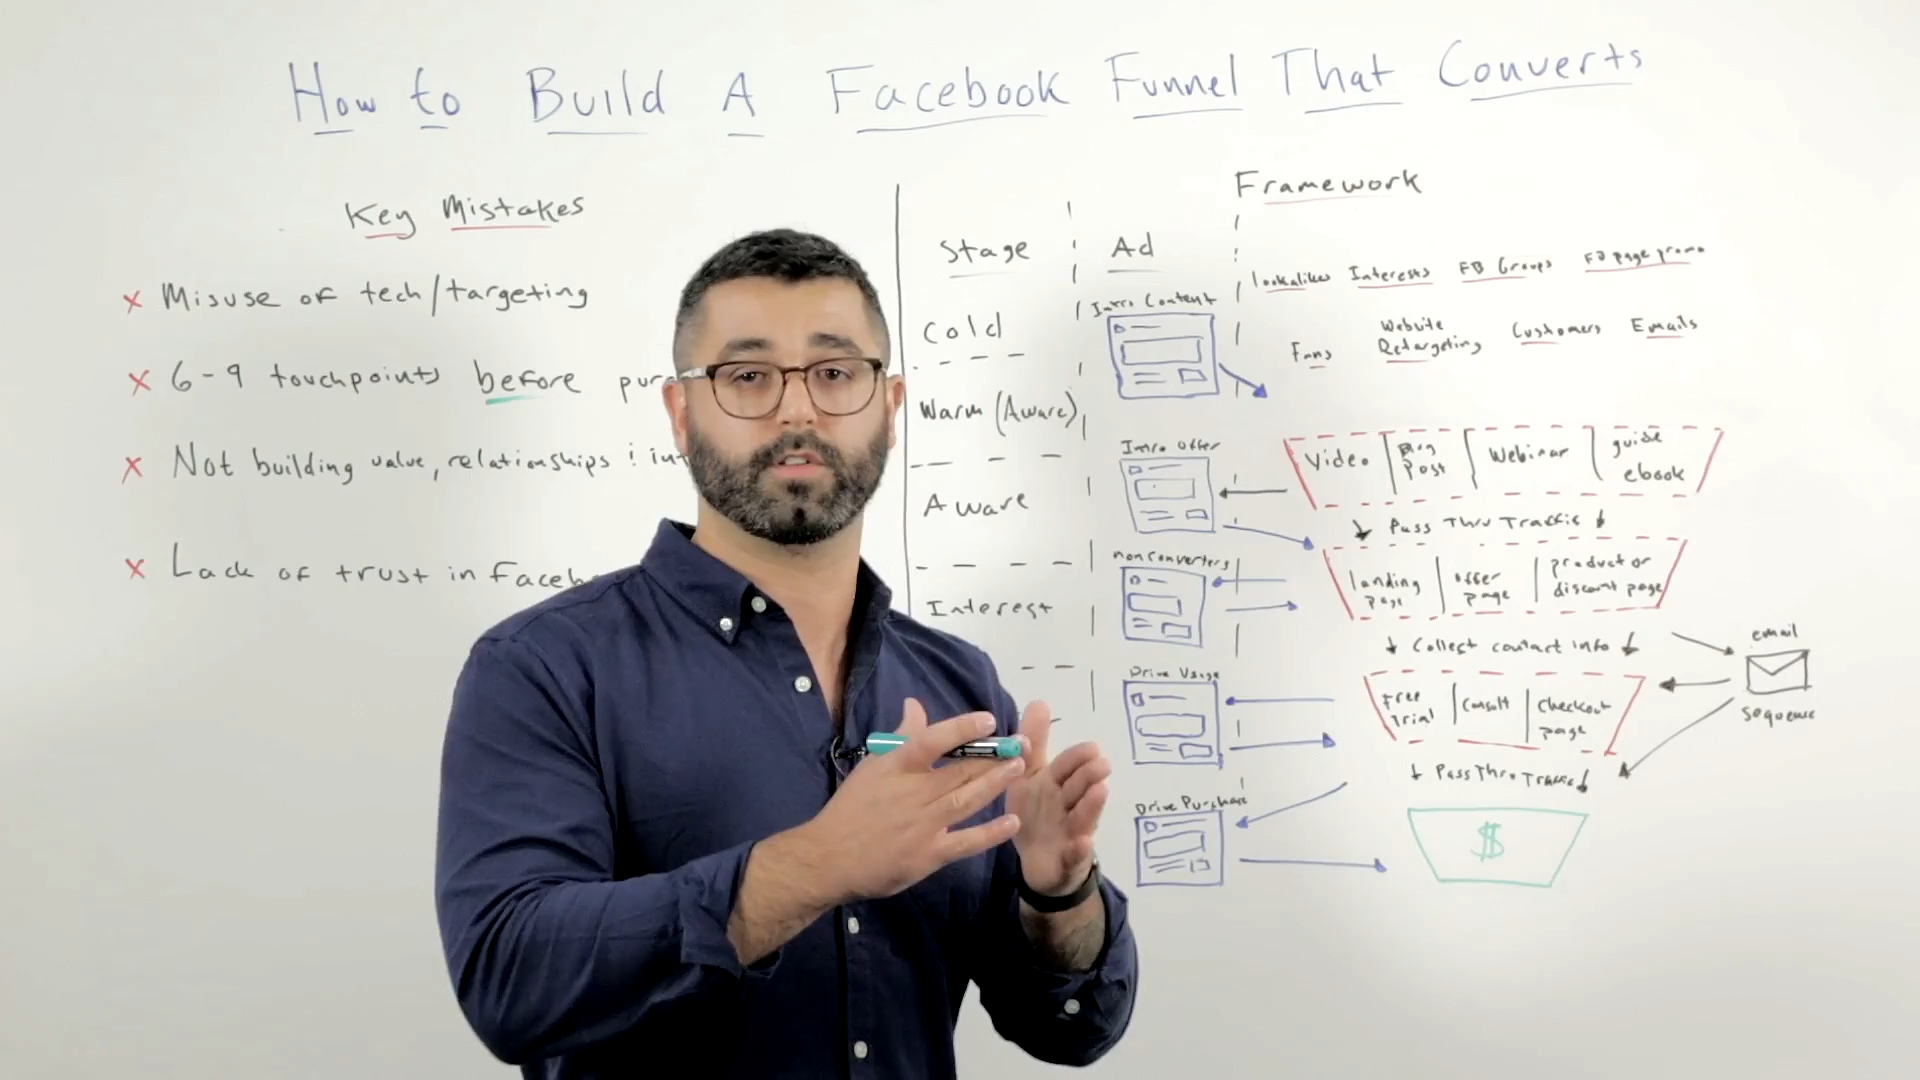 How to Build A Facebook Funnel That Converts
Key Mistakes
x Misuse of tech/targeting
x 6-9 touchpoints before
x Not building value, relationships
x Lack of trust in
Framework
Stage
Ad
Cold
Warm (Aware)
Aware
Interest
Intro Content
Intro Offer
nonconverters
Drive Usage
Drive Purchase
lookalikes Interests FB Groups FB page promo
Fans
Website
Retargeting
Customers
Emails
Video
Blog
Post
Webinar
guide
ebook
Pass Thru Traffic
landing
page
offer
page
product or
discount page
Collect contact info
Free
Trial
Consult
Checkout
page
Pass Thru Traffic
$
email
sequence